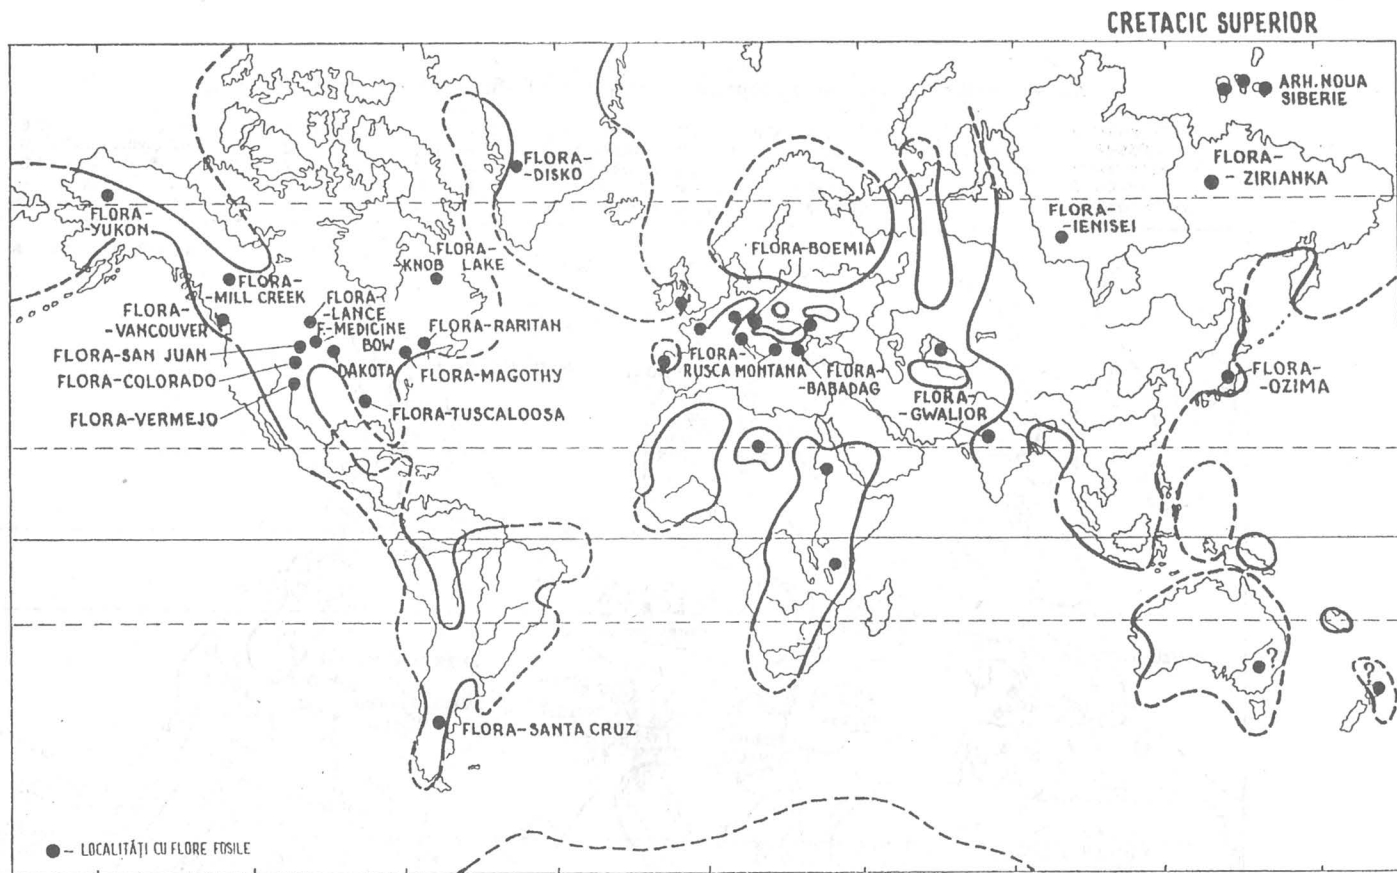 CRETACIC SUPERIOR
ARH. NOUA
SIBERIE
FLORA-
-DISKO
FLORA-
- ZIRIANKA
FLORA-
-YUKON
FLORA-
-IENISEI
FLORA-BOEMIA
FLORA-
-KNOB LAKE
FLORA-
-MILL CREEK
FLORA-
-LANCE
FLORA-
-VANCOUVER
F.-MEDICINE
BOW
FLORA-RARITAN
FLORA-SAN JUAN
DAKOTA
FLORA-MAGOTHY
FLORA-COLORADO
FLORA-
RUSCA MONTANA
FLORA-
-BABADAG
FLORA-
-GWALIOR
FLORA-
-OZIMA
FLORA-VERMEJO
FLORA-TUSCALOOSA
?
?
FLORA-SANTA CRUZ
- LOCALITĂȚI CU FLORE FOSILE